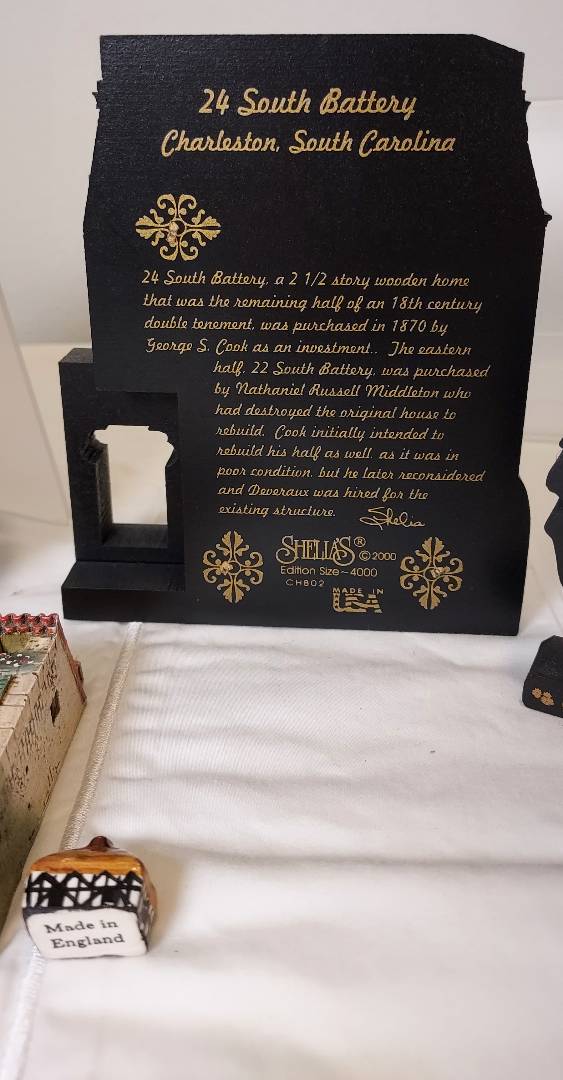 24 South Battery
Charleston, South Carolina
24 South Battery, a 2 1/2 story wooden home
that was the remaining half of an 18th century
double tenement, was purchased in 1870 by
George S. Cook as an investment.. The eastern
half, 22 South Battery, was purchased
by Nathaniel Russell Middleton who
had destroyed the original house to
rebuild. Cook initially intended to
rebuild his half as well, as it was in
poor condition, but he later reconsidered
and Deveraux was hired for the
existing structure. Shelia
SHELIA'S® © 2000
Edition Size~4000
CHB02
MADE IN
USA
Made in
England